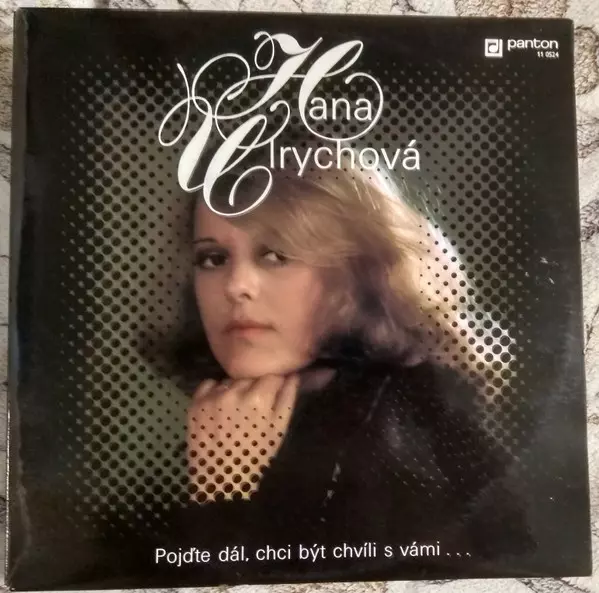 panton
11 0524
Hana
Ulrychová
Pojďte dál, chci být chvíli s vámi...